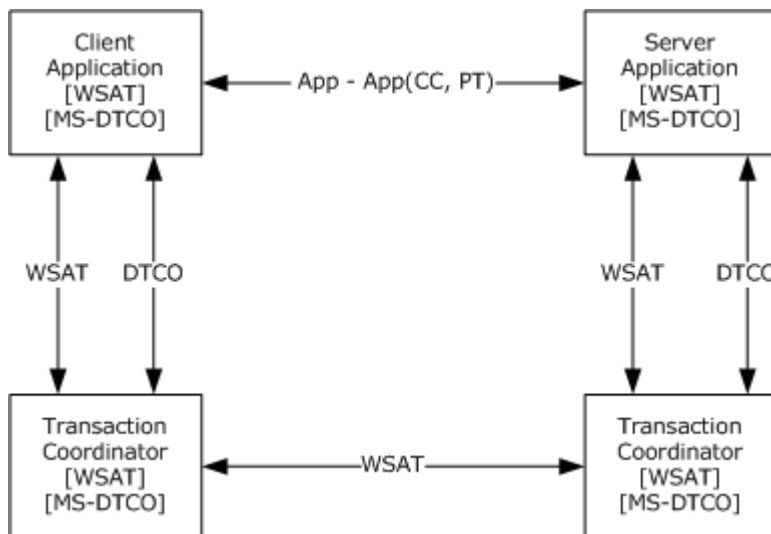 Client
Application
[WSAT]
[MS-DTCO]
App - App(CC, PT)
Server
Application
[WSAT]
[MS-DTCO]
WSAT
DTCO
WSAT
DTCO
Transaction
Coordinator
[WSAT]
[MS-DTCO]
WSAT
Transaction
Coordinator
[WSAT]
[MS-DTCO]